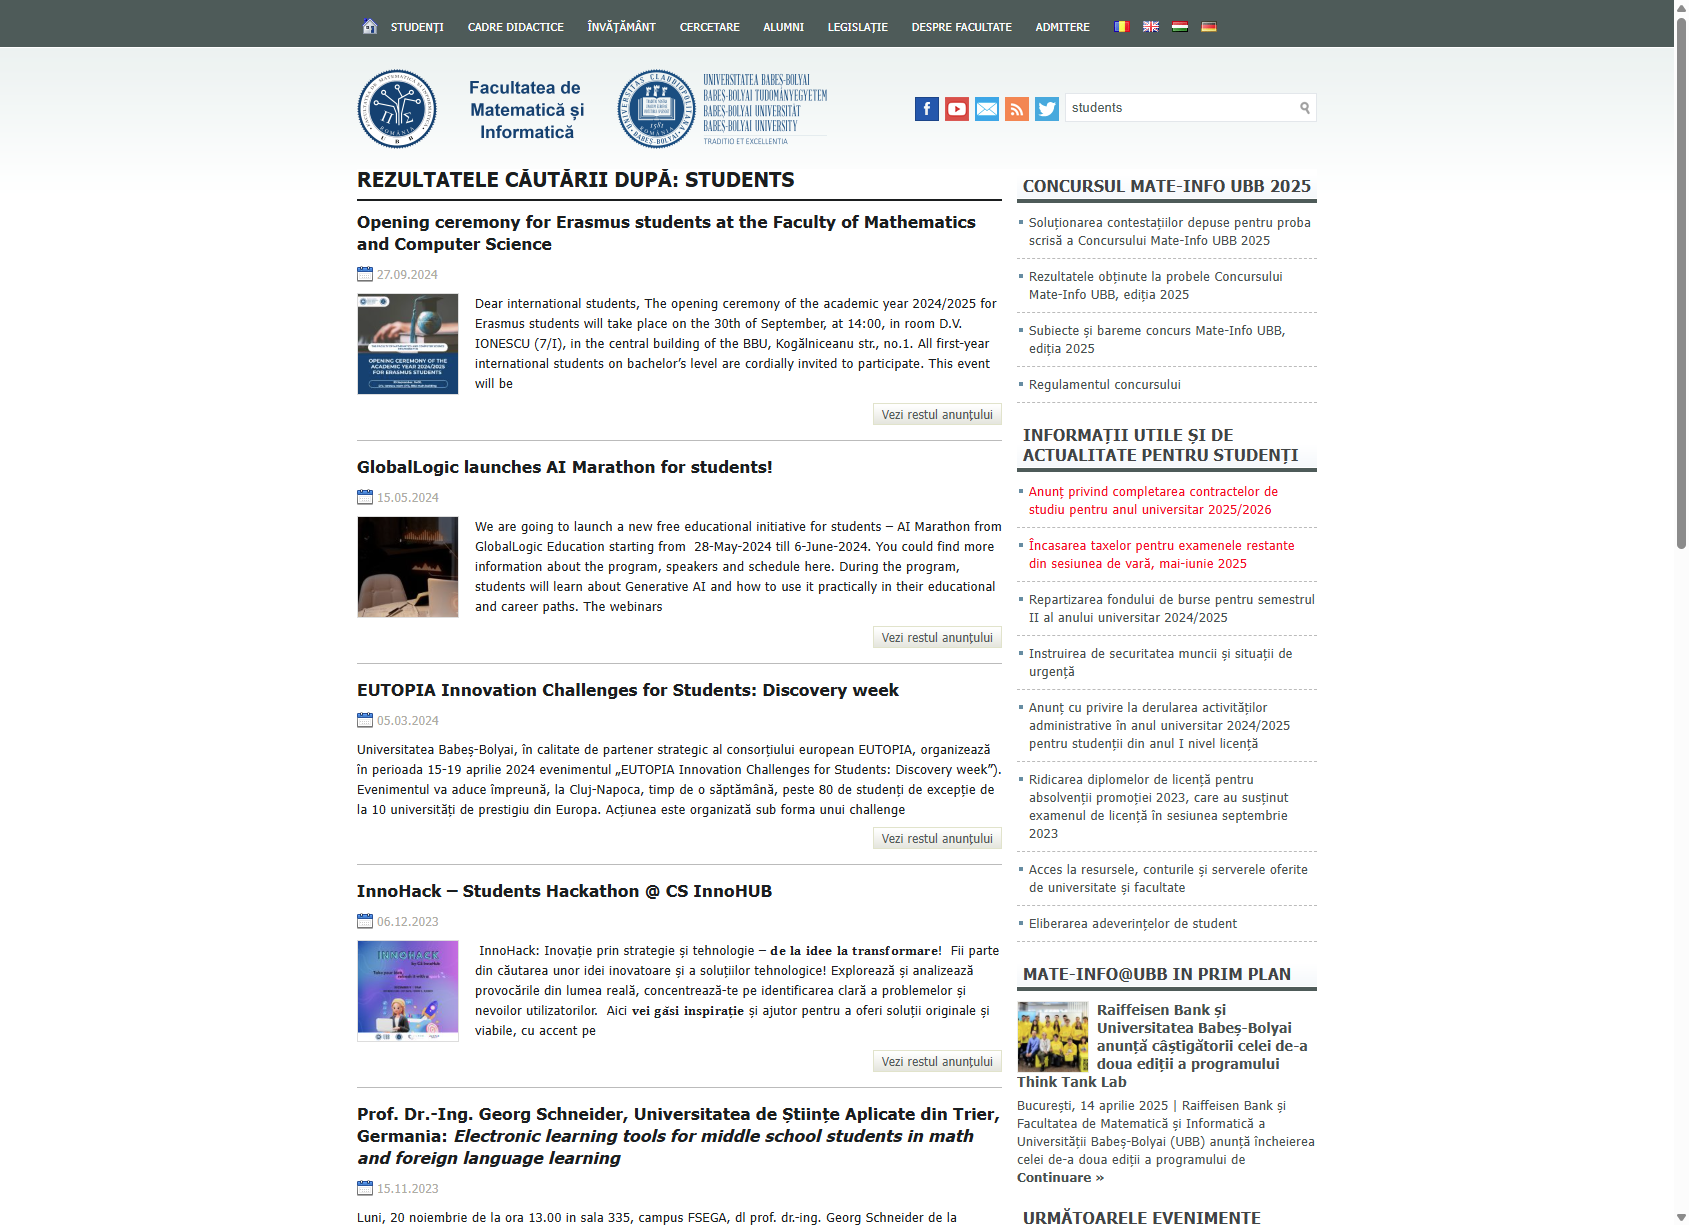 STUDENȚI CADRE DIDACTICE ÎNVĂȚĂMÂNT CERCETARE ALUMNI LEGISLAȚIE DESPRE FACULTATE ADMITERE
Facultatea de
Matematică și
Informatică
UNIVERSITATEA BABEȘ-BOLYAI
BABEȘ-BOLYAI TUDOMÁNYEGYETEM
BABEȘ-BOLYAI UNIVERSITÄT
BABEȘ-BOLYAI UNIVERSITY
TRADITIO ET EXCELLENTIA
students
REZULTATELE CĂUTĂRII DUPĂ: STUDENTS
Opening ceremony for Erasmus students at the Faculty of Mathematics
and Computer Science
27.09.2024
OPENING CEREMONY OF THE
ACADEMIC YEAR 2024/2025
FOR ERASMUS STUDENTS
Dear international students, The opening ceremony of the academic year 2024/2025 for
Erasmus students will take place on the 30th of September, at 14:00, in room D.V.
IONESCU (7/I), in the central building of the BBU, Kogălniceanu str., no.1. All first-year
international students on bachelor’s level are cordially invited to participate. This event
will be
Vezi restul anunțului
GlobalLogic launches AI Marathon for students!
15.05.2024
We are going to launch a new free educational initiative for students – AI Marathon from
GlobalLogic Education starting from  28-May-2024 till 6-June-2024. You could find more
information about the program, speakers and schedule here. During the program,
students will learn about Generative AI and how to use it practically in their educational
and career paths. The webinars
Vezi restul anunțului
EUTOPIA Innovation Challenges for Students: Discovery week
05.03.2024
Universitatea Babeș-Bolyai, în calitate de partener strategic al consorțiului european EUTOPIA, organizează
în perioada 15-19 aprilie 2024 evenimentul „EUTOPIA Innovation Challenges for Students: Discovery week”).
Evenimentul va aduce împreună, la Cluj-Napoca, timp de o săptămână, peste 80 de studenți de excepție de
la 10 universități de prestigiu din Europa. Acțiunea este organizată sub forma unui challenge
Vezi restul anunțului
InnoHack – Students Hackathon @ CS InnoHUB
06.12.2023
INNOHACK
InnoHack: Inovație prin strategie și tehnologie – de la idee la transformare!  Fii parte
din căutarea unor idei inovatoare și a soluțiilor tehnologice! Explorează și analizează
provocările din lumea reală, concentrează-te pe identificarea clară a problemelor și
nevoilor utilizatorilor.  Aici vei găsi inspirație și ajutor pentru a oferi soluții originale și
viabile, cu accent pe
Vezi restul anunțului
Prof. Dr.-Ing. Georg Schneider, Universitatea de Științe Aplicate din Trier,
Germania: Electronic learning tools for middle school students in math
and foreign language learning
15.11.2023
Luni, 20 noiembrie de la ora 13.00 in sala 335, campus FSEGA, dl prof. dr.-ing. Georg Schneider de la
CONCURSUL MATE-INFO UBB 2025
Soluționarea contestațiilor depuse pentru proba
scrisă a Concursului Mate-Info UBB 2025
Rezultatele obținute la probele Concursului
Mate-Info UBB, ediția 2025
Subiecte și bareme concurs Mate-Info UBB,
ediția 2025
Regulamentul concursului
INFORMAȚII UTILE ȘI DE
ACTUALITATE PENTRU STUDENȚI
Anunț privind completarea contractelor de
studiu pentru anul universitar 2025/2026
Încasarea taxelor pentru examenele restante
din sesiunea de vară, mai-iunie 2025
Repartizarea fondului de burse pentru semestrul
II al anului universitar 2024/2025
Instruirea de securitatea muncii și situații de
urgență
Anunț cu privire la derularea activităților
administrative în anul universitar 2024/2025
pentru studenții din anul I nivel licență
Ridicarea diplomelor de licență pentru
absolvenții promoției 2023, care au susținut
examenul de licență în sesiunea septembrie
2023
Acces la resursele, conturile și serverele oferite
de universitate și facultate
Eliberarea adeverințelor de student
MATE-INFO@UBB IN PRIM PLAN
Raiffeisen Bank și
Universitatea Babeș-Bolyai
anunță câștigătorii celei de-a
doua ediții a programului
Think Tank Lab
București, 14 aprilie 2025 | Raiffeisen Bank și
Facultatea de Matematică și Informatică a
Universității Babeș-Bolyai (UBB) anunță încheierea
celei de-a doua ediții a programului de
Continuare »
URMĂTOARELE EVENIMENTE